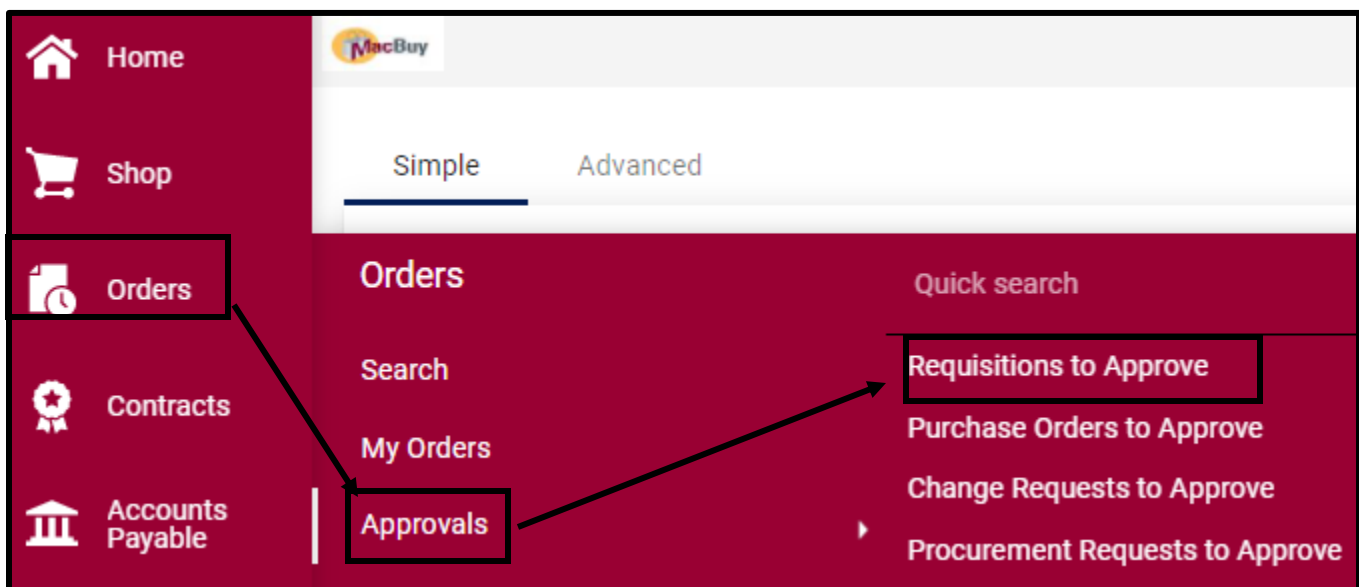 Home
MacBuy
Shop
Simple
Advanced
Orders
Orders
Quick search
Search
Requisitions to Approve
Contracts
My Orders
Purchase Orders to Approve
Change Requests to Approve
Accounts
Payable
Approvals
Procurement Requests to Approve